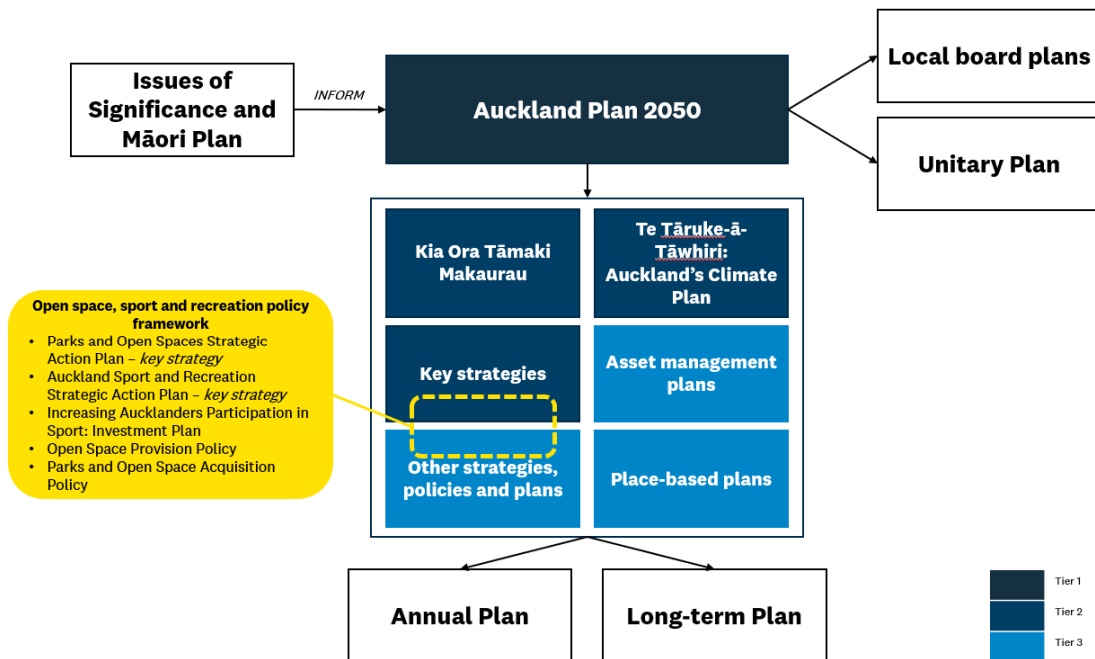 Issues of
Significance and
Māori Plan
INFORM
Auckland Plan 2050
Local board plans
Unitary Plan
Kia Ora Tāmaki
Makaurau
Te Tāruke-ā-
Tāwhiri:
Auckland's Climate
Plan
Open space, sport and recreation policy
framework
• Parks and Open Spaces Strategic
Action Plan – key strategy
• Auckland Sport and Recreation
Strategic Action Plan – key strategy
• Increasing Aucklanders Participation in
Sport: Investment Plan
• Open Space Provision Policy
• Parks and Open Space Acquisition
Policy
Key strategies
Asset management
plans
Other strategies,
policies and plans
Place-based plans
Annual Plan
Long-term Plan
Tier 1
Tier 2
Tier 3